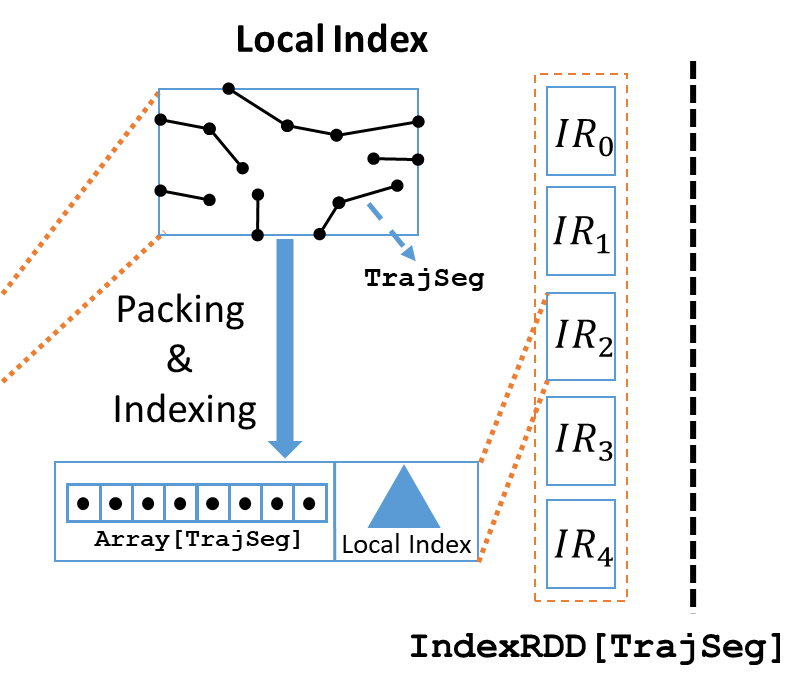 Local Index
TrajSeg
Packing
&
Indexing
Array[TrajSeg]
Local Index
IR₀
IR₁
IR₂
IR₃
IR₄
IndexRDD[TrajSeg]